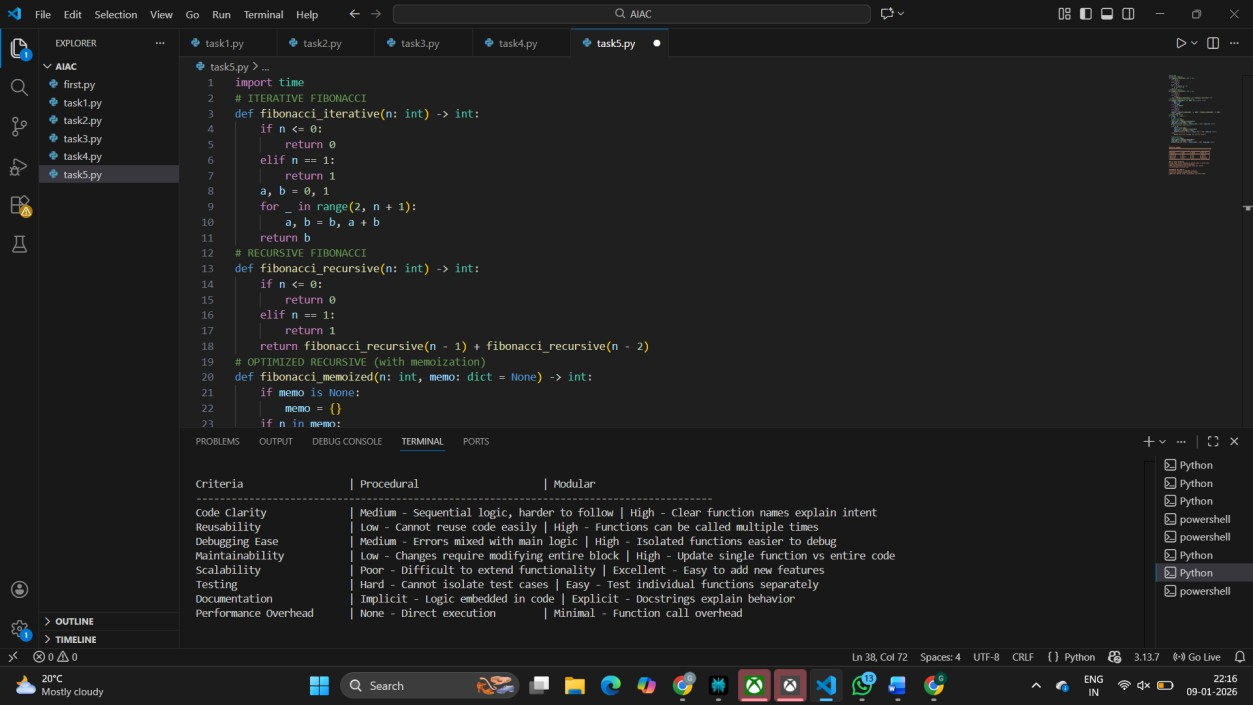 File Edit Selection View Go Run Terminal Help
AIAC
EXPLORER
task1.py
task2.py
task3.py
task4.py
task5.py
1
AIAC
first.py
task1.py
task2.py
task3.py
task4.py
task5.py
OUTLINE
TIMELINE
1
task5.py > ...
1 import time
2 # ITERATIVE FIBONACCI
3 def fibonacci_iterative(n: int) -> int:
4 if n <= 0:
5 return 0
6 elif n == 1:
7 return 1
8 a, b = 0, 1
9 for _ in range(2, n + 1):
10 a, b = b, a + b
11 return b
12 # RECURSIVE FIBONACCI
13 def fibonacci_recursive(n: int) -> int:
14 if n <= 0:
15 return 0
16 elif n == 1:
17 return 1
18 return fibonacci_recursive(n - 1) + fibonacci_recursive(n - 2)
19 # OPTIMIZED RECURSIVE (with memoization)
20 def fibonacci_memoized(n: int, memo: dict = None) -> int:
21 if memo is None:
22 memo = {}
23 if n in memo:
PROBLEMS OUTPUT DEBUG CONSOLE TERMINAL PORTS
Criteria | Procedural | Modular
-----------------------------------------------------------------------------------------
Code Clarity | Medium - Sequential logic, harder to follow | High - Clear function names explain intent
Reusability | Low - Cannot reuse code easily | High - Functions can be called multiple times
Debugging Ease | Medium - Errors mixed with main logic | High - Isolated functions easier to debug
Maintainability | Low - Changes require modifying entire block | High - Update single function vs entire code
Scalability | Poor - Difficult to extend functionality | Excellent - Easy to add new features
Testing | Hard - Cannot isolate test cases | Easy - Test individual functions separately
Documentation | Implicit - Logic embedded in code | Explicit - Docstrings explain behavior
Performance Overhead | None - Direct execution | Minimal - Function call overhead
Python
Python
Python
powershell
powershell
Python
Python
powershell
0 0
Ln 38, Col 72 Spaces: 4 UTF-8 CRLF { } Python 3.13.7 Go Live
20°C
Mostly cloudy
Search
G
13
G
ENG
IN
22:16
09-01-2026